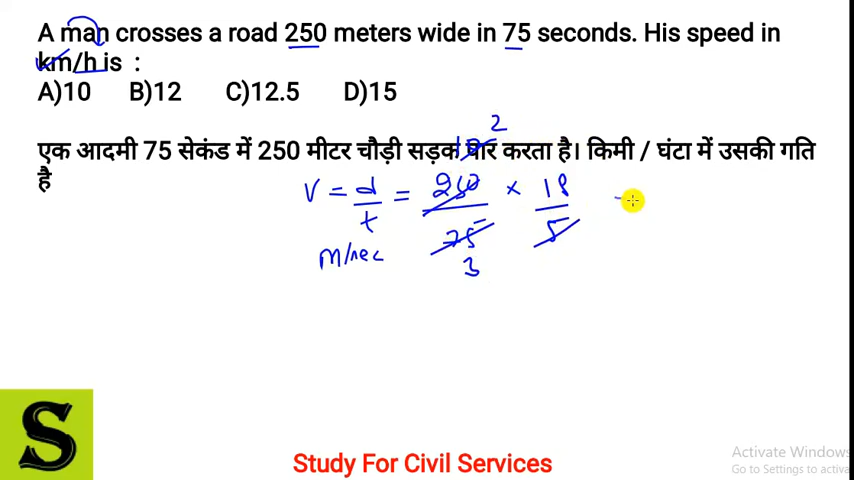 A man crosses a road 250 meters wide in 75 seconds. His speed in
km/h is :
A)10 B)12 C)12.5 D)15
एक आदमी 75 सेकंड में 250 मीटर चौड़ी सड़क पार करता है। किमी / घंटा में उसकी गति
है
10 2
V = d/t = 250/75 × 18/5
m/sec 3
S
Study For Civil Services
Activate Windows
Go to Settings to activate